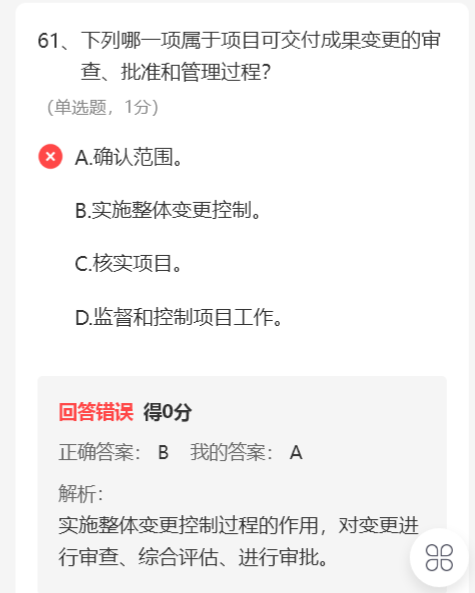 61、下列哪一项属于项目可交付成果变更的审
查、批准和管理过程？
（单选题，1分）
A.确认范围。
B.实施整体变更控制。
C.核实项目。
D.监督和控制项目工作。
回答错误 得0分
正确答案： B 我的答案： A
解析：
实施整体变更控制过程的作用，对变更进
行审查、综合评估、进行审批。